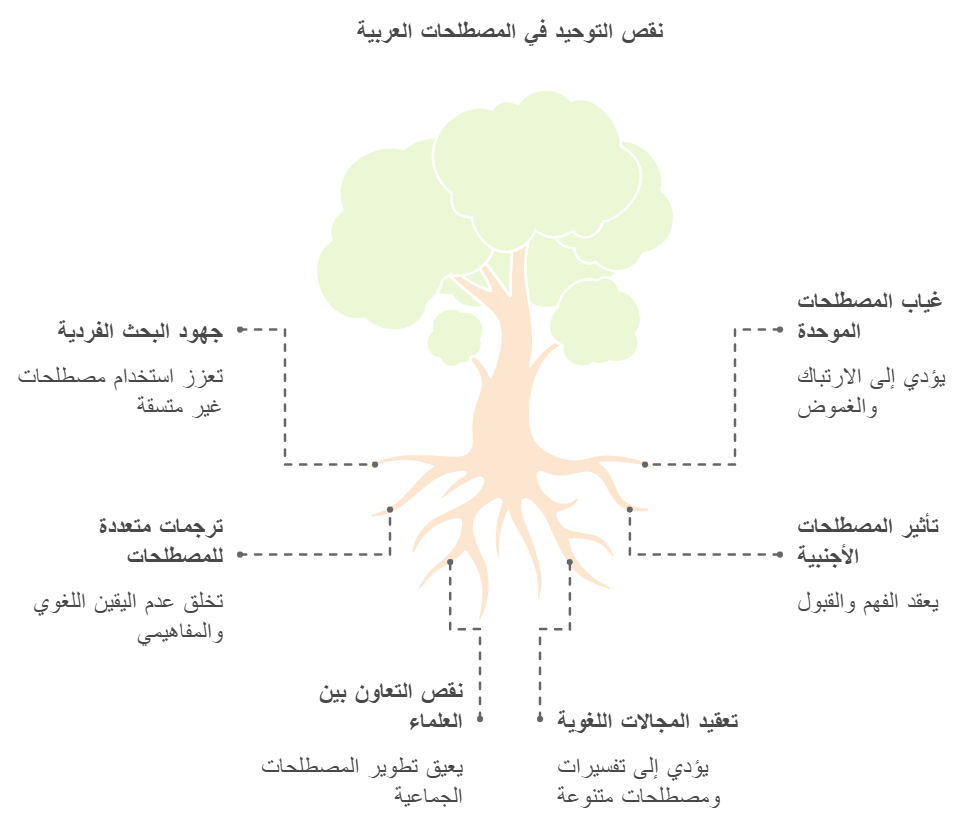 نقص التوحيد في المصطلحات العربية
غياب المصطلحات
الموحدة
يؤدي إلى الارتباك
والغموض
جهود البحث الفردية
تعزز استخدام مصطلحات
غير متسقة
تأثير المصطلحات
الأجنبية
يعقد الفهم والقبول
ترجمات متعددة
للمصطلحات
تخلق عدم اليقين اللغوي
والمفاهيمي
تعقيد المجالات اللغوية
يؤدي إلى تفسيرات
ومصطلحات متنوعة
نقص التعاون بين
العلماء
يعيق تطوير المصطلحات
الجماعية